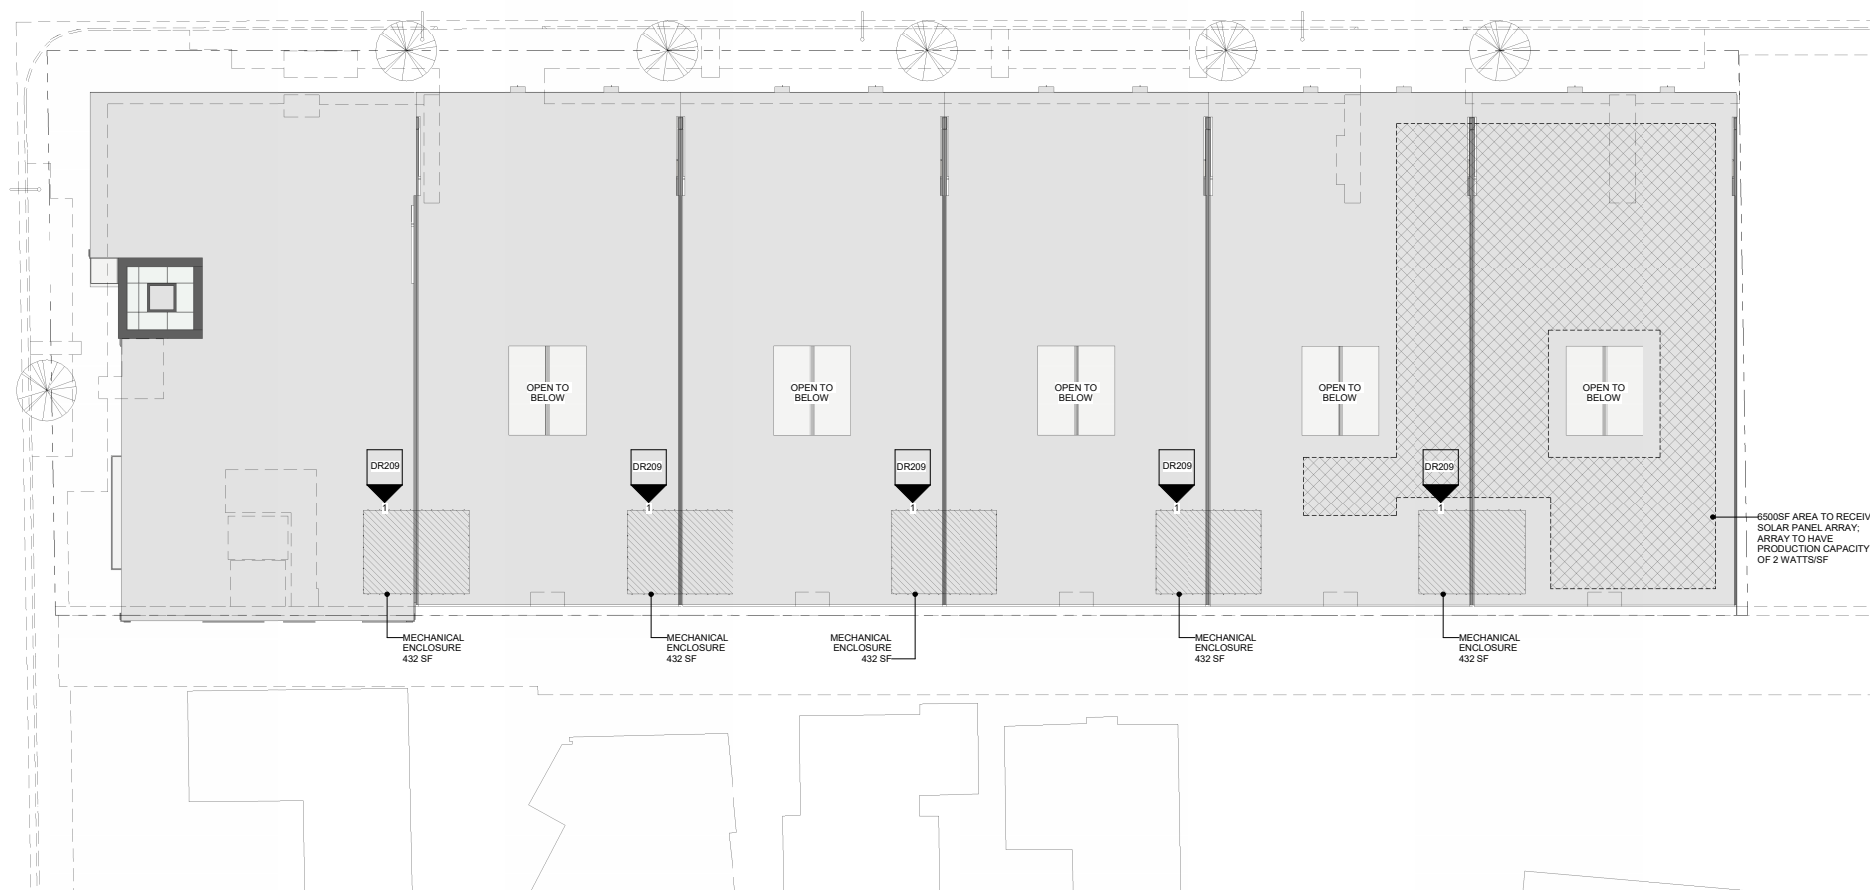 OPEN TO
BELOW
OPEN TO
BELOW
OPEN TO
BELOW
OPEN TO
BELOW
OPEN TO
BELOW
DR209
1
DR209
1
DR209
1
DR209
1
DR209
1
6500SF AREA TO RECEIV
SOLAR PANEL ARRAY;
ARRAY TO HAVE
PRODUCTION CAPACITY
OF 2 WATTS/SF
MECHANICAL
ENCLOSURE
432 SF
MECHANICAL
ENCLOSURE
432 SF
MECHANICAL
ENCLOSURE
432 SF
MECHANICAL
ENCLOSURE
432 SF
MECHANICAL
ENCLOSURE
432 SF